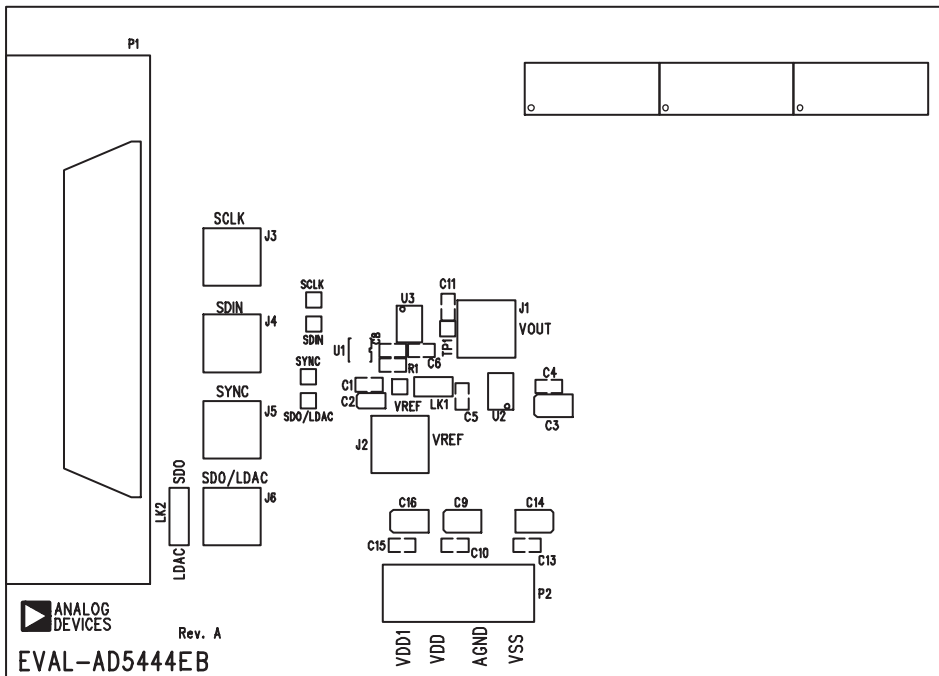 P1
SCLK
J3
SDIN
J4
SYNC
J5
SDO/LDAC
J6
SDO
LK2
LDAC
SCLK
SDIN
SYNC
SDO/LDAC
U1
C8
U3
C11
TP1
J1
VOUT
C6
R1
C1
C2
VREF
LK1
C5
U2
C4
C3
J2
VREF
C16
C9
C14
C15
C10
C13
P2
VDD1
VDD
AGND
VSS
ANALOG
DEVICES
Rev. A
EVAL-AD5444EB